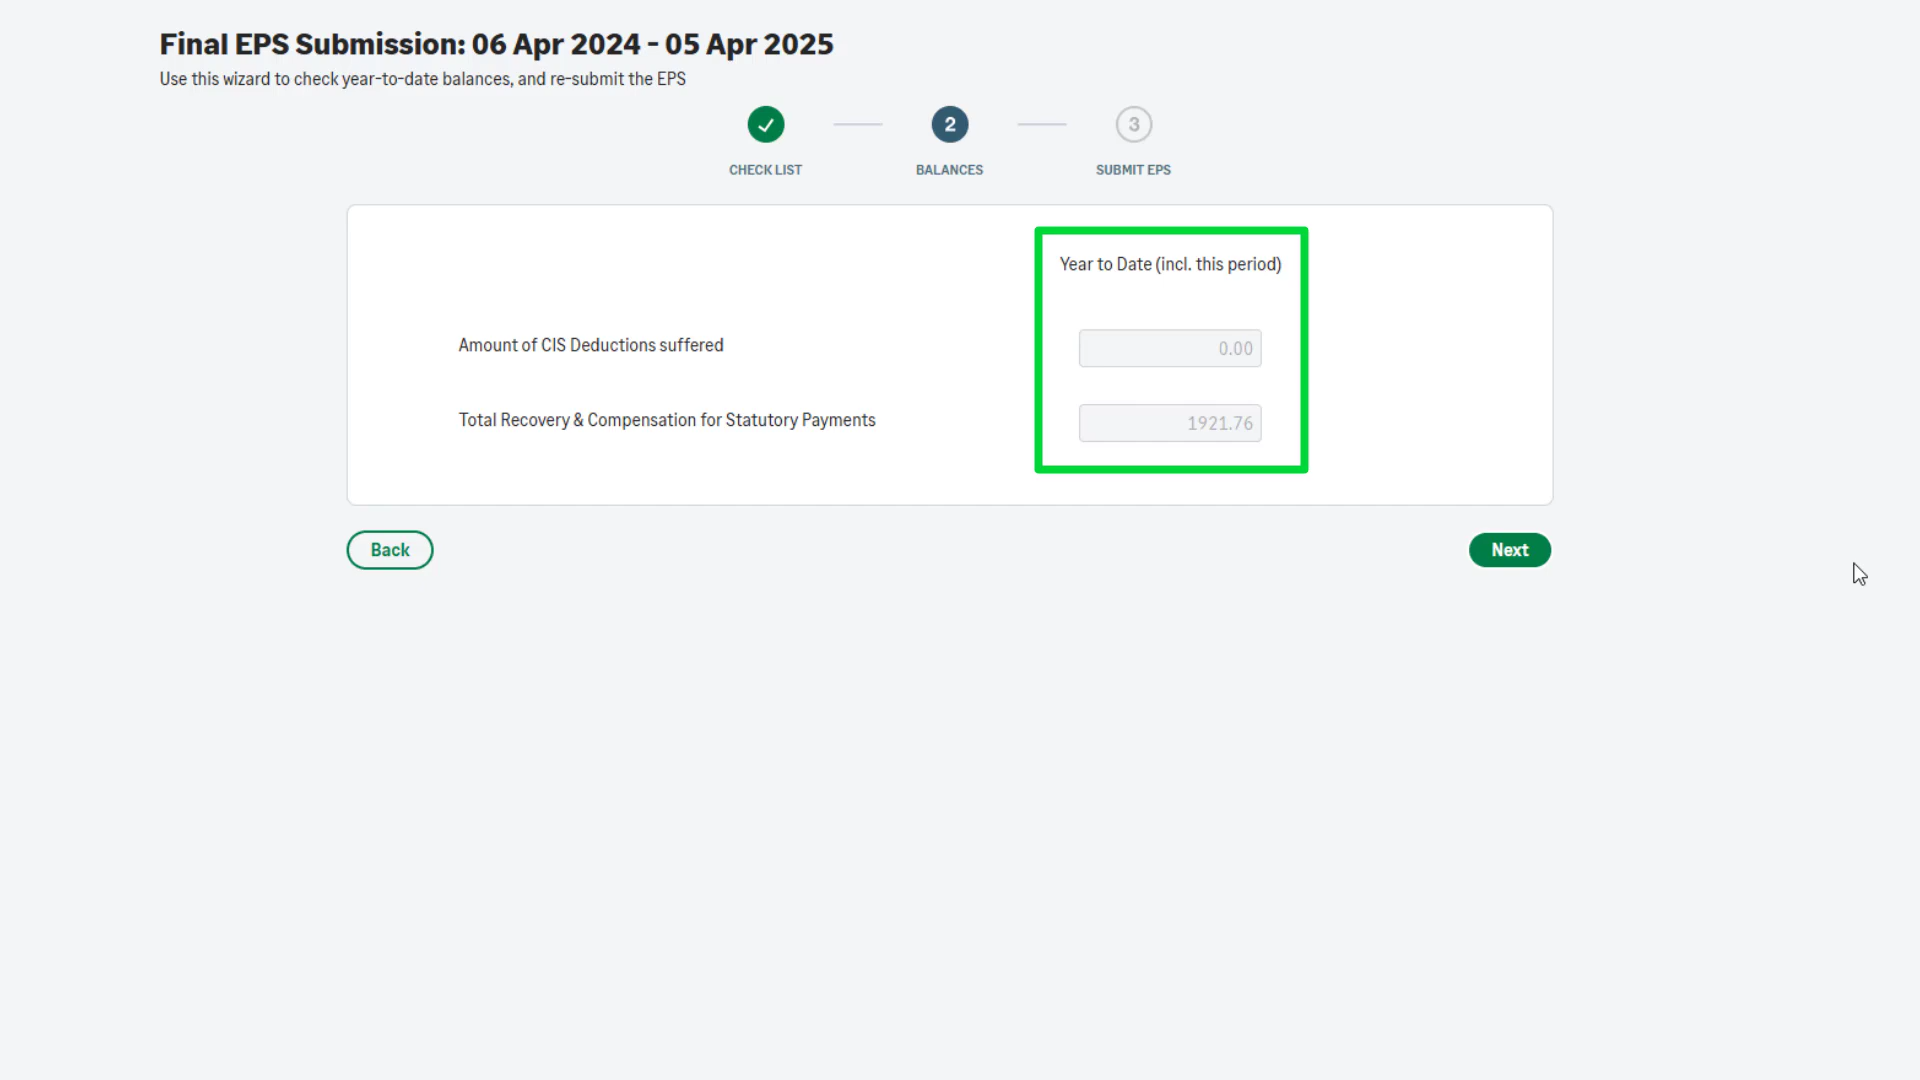 Final EPS Submission: 06 Apr 2024 - 05 Apr 2025
Use this wizard to check year-to-date balances, and re-submit the EPS
2
3
CHECK LIST
BALANCES
SUBMIT EPS
Year to Date (incl. this period)
Amount of CIS Deductions suffered
0.00
Total Recovery & Compensation for Statutory Payments
1921.76
Back
Next